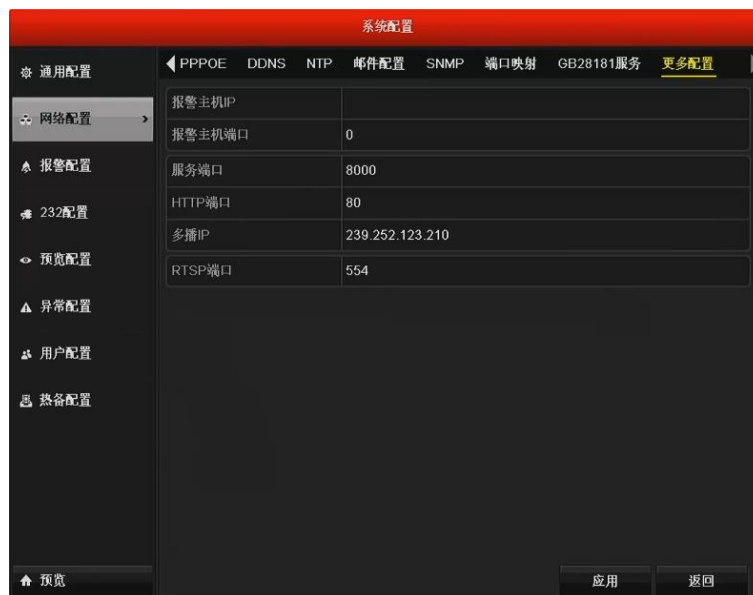 系统配置
通用配置
网络配置
报警配置
232配置
预览配置
异常配置
用户配置
热备配置
预览
PPPOE DDNS NTP 邮件配置 SNMP 端口映射 GB28181服务 更多配置
报警主机IP
报警主机端口 0
服务端口 8000
HTTP端口 80
多播IP 239.252.123.210
RTSP端口 554
应用 返回